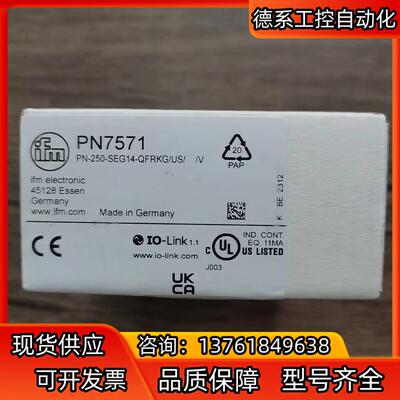 德系工控自动化
ifm
PN7571
PN-250-SEG14-QFRKG/US/ /V
ifm electronic
45128 Essen
Germany
www.ifm.com
Made in Germany
20
PAP
K BE 2312
CE
IO-Link 1.1
www.io-link.com
UK
CA
J003
IND. CONT.
EQ. 11MA
c UL US LISTED
现货供应
可开发票
咨询：13761849638
品质保障 型号齐全